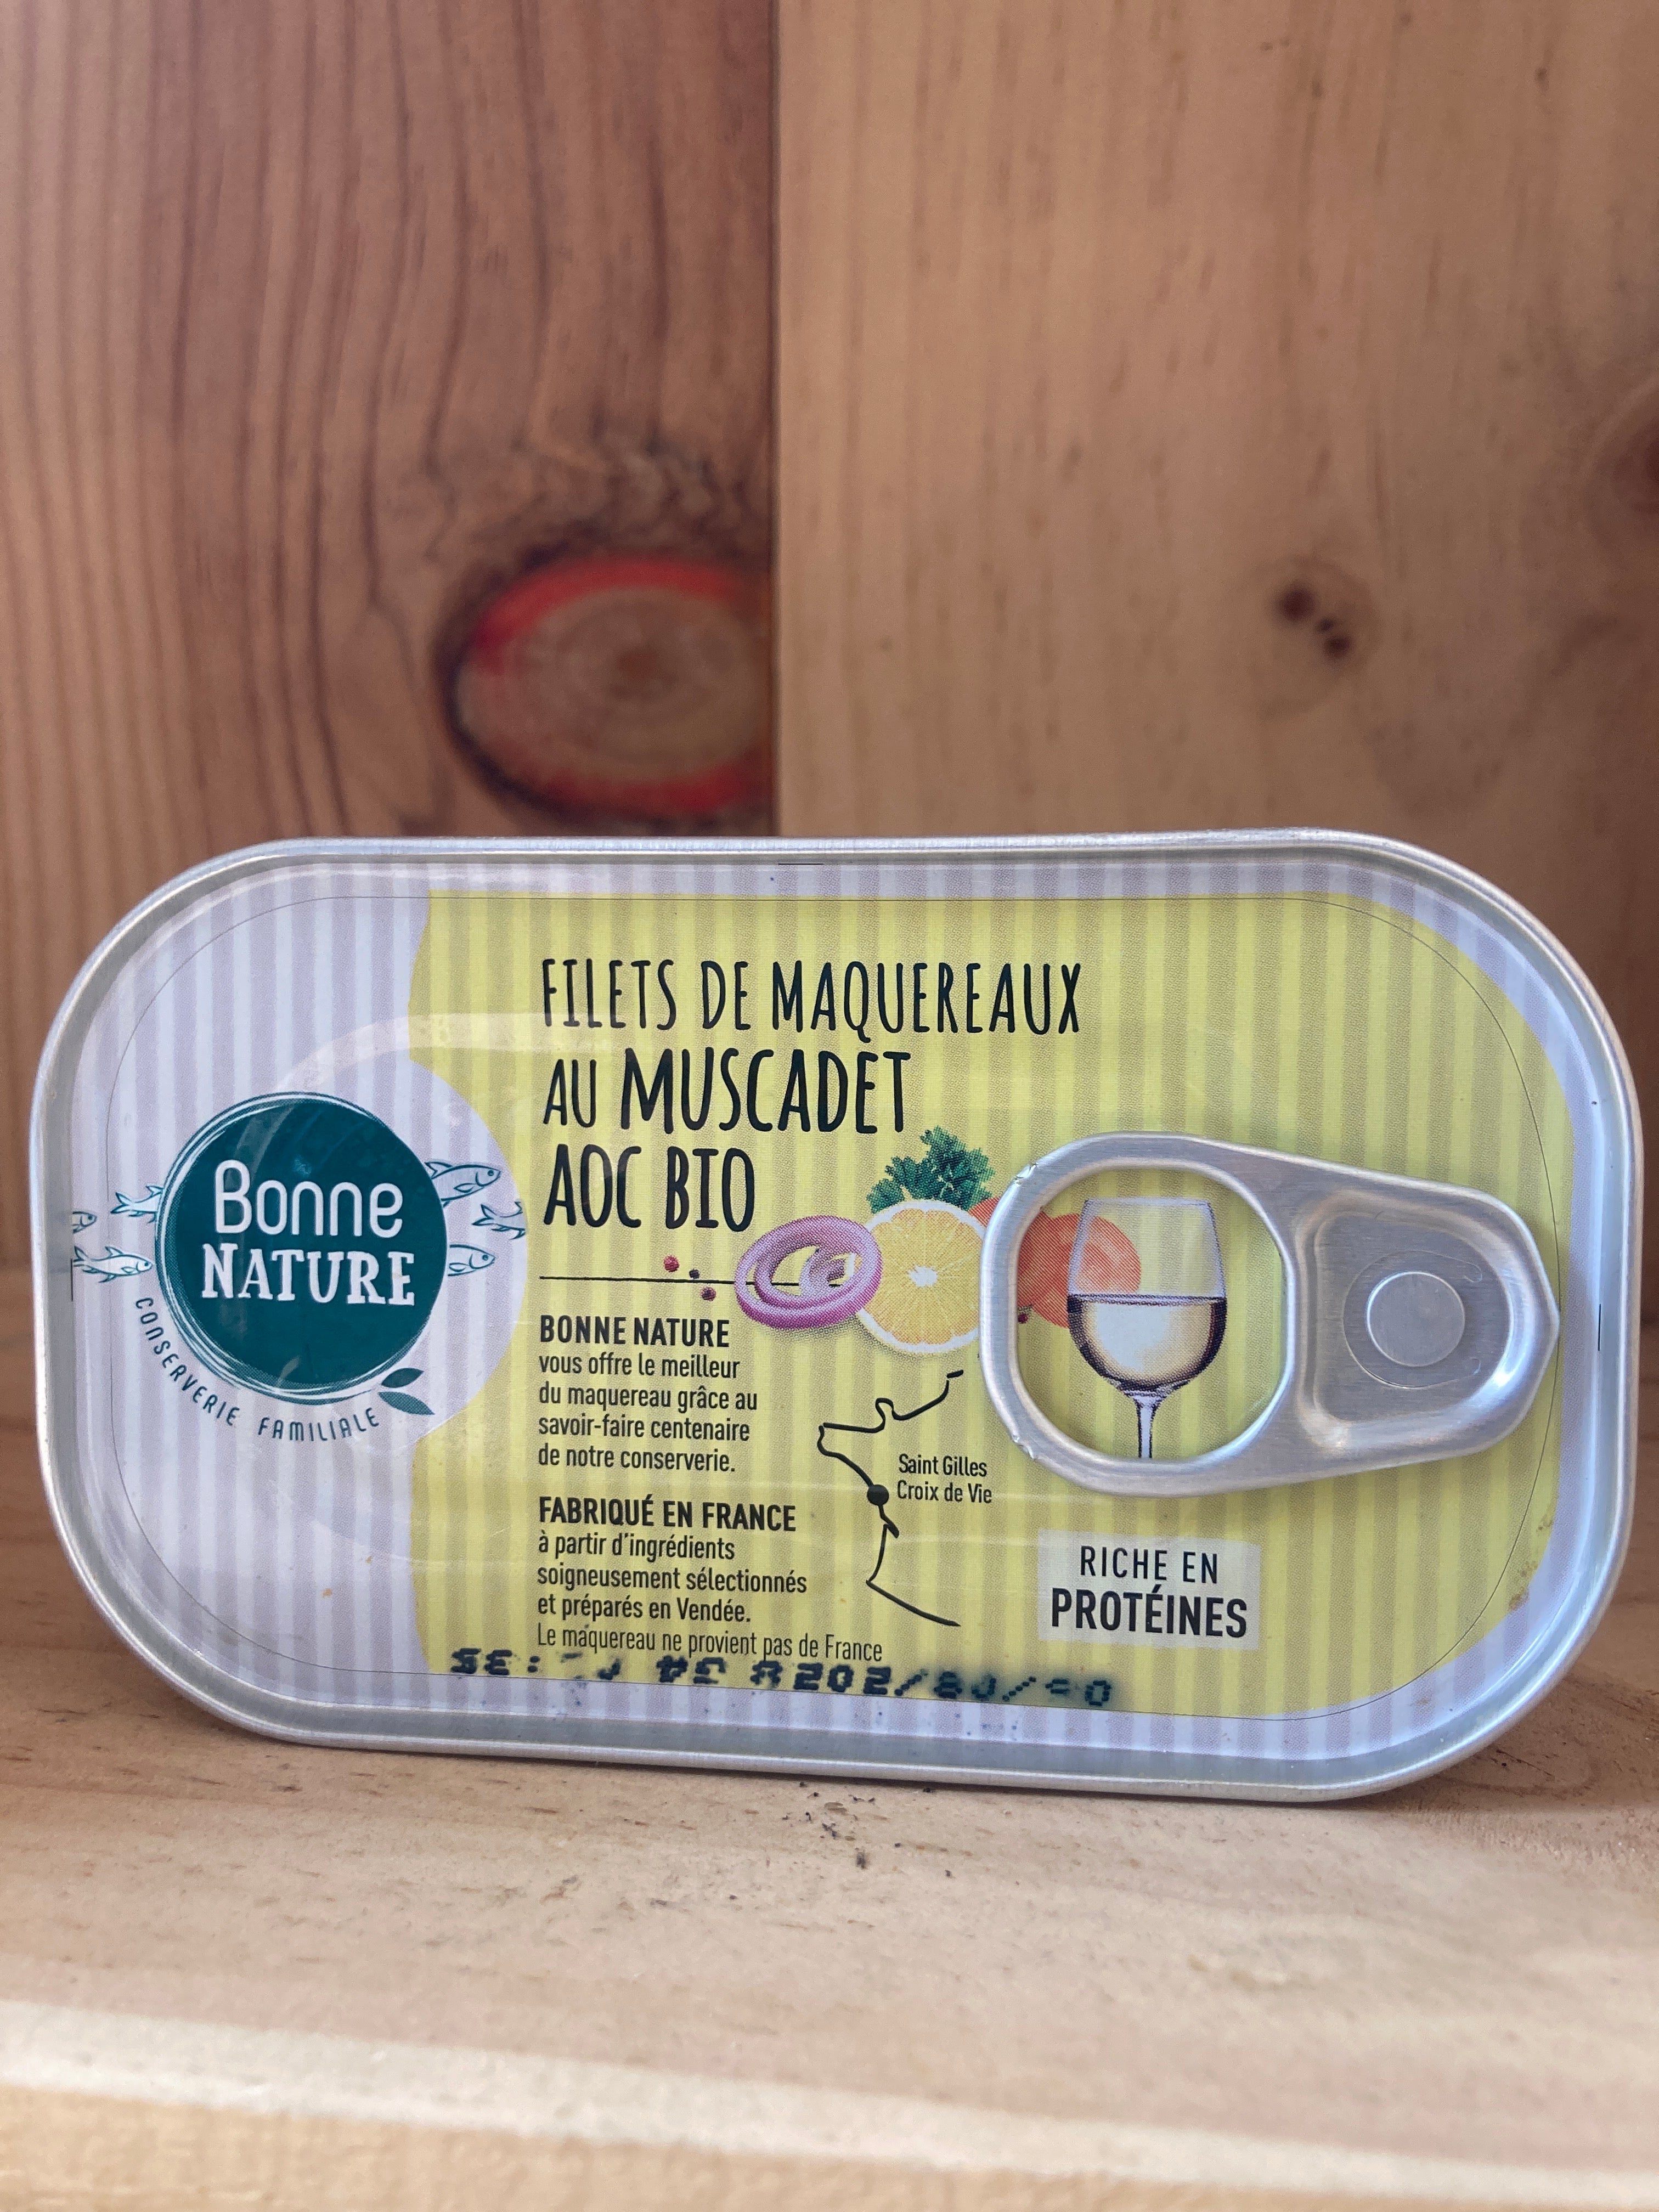 Bonne
NATURE
CONSERVERIE FAMILIALE
FILETS DE MAQUEREAUX
AU MUSCADET
AOC BIO
BONNE NATURE
vous offre le meilleur
du maquereau grâce au
savoir-faire centenaire
de notre conserverie.
FABRIQUÉ EN FRANCE
à partir d'ingrédients
soigneusement sélectionnés
et préparés en Vendée.
Le maquereau ne provient pas de France
Saint Gilles
Croix de Vie
RICHE EN
PROTÉINES